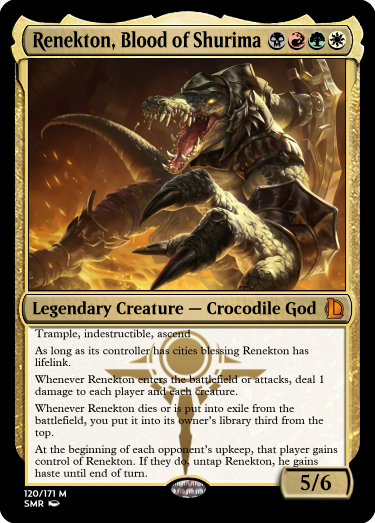 Renekton, Blood of Shurima
Legendary Creature — Crocodile God
Trample, indestructible, ascend
As long as its controller has cities blessing Renekton has
lifelink.
Whenever Renekton enters the battlefield or attacks, deal 1
damage to each player and each creature.
Whenever Renekton dies or is put into exile from the
battlefield, you put it into its owner's library third from the
top.
At the beginning of each opponent's upkeep, that player gains
control of Renekton. If they do, untap Renekton, he gains
haste until end of turn.
5/6
120/171 M
SMR